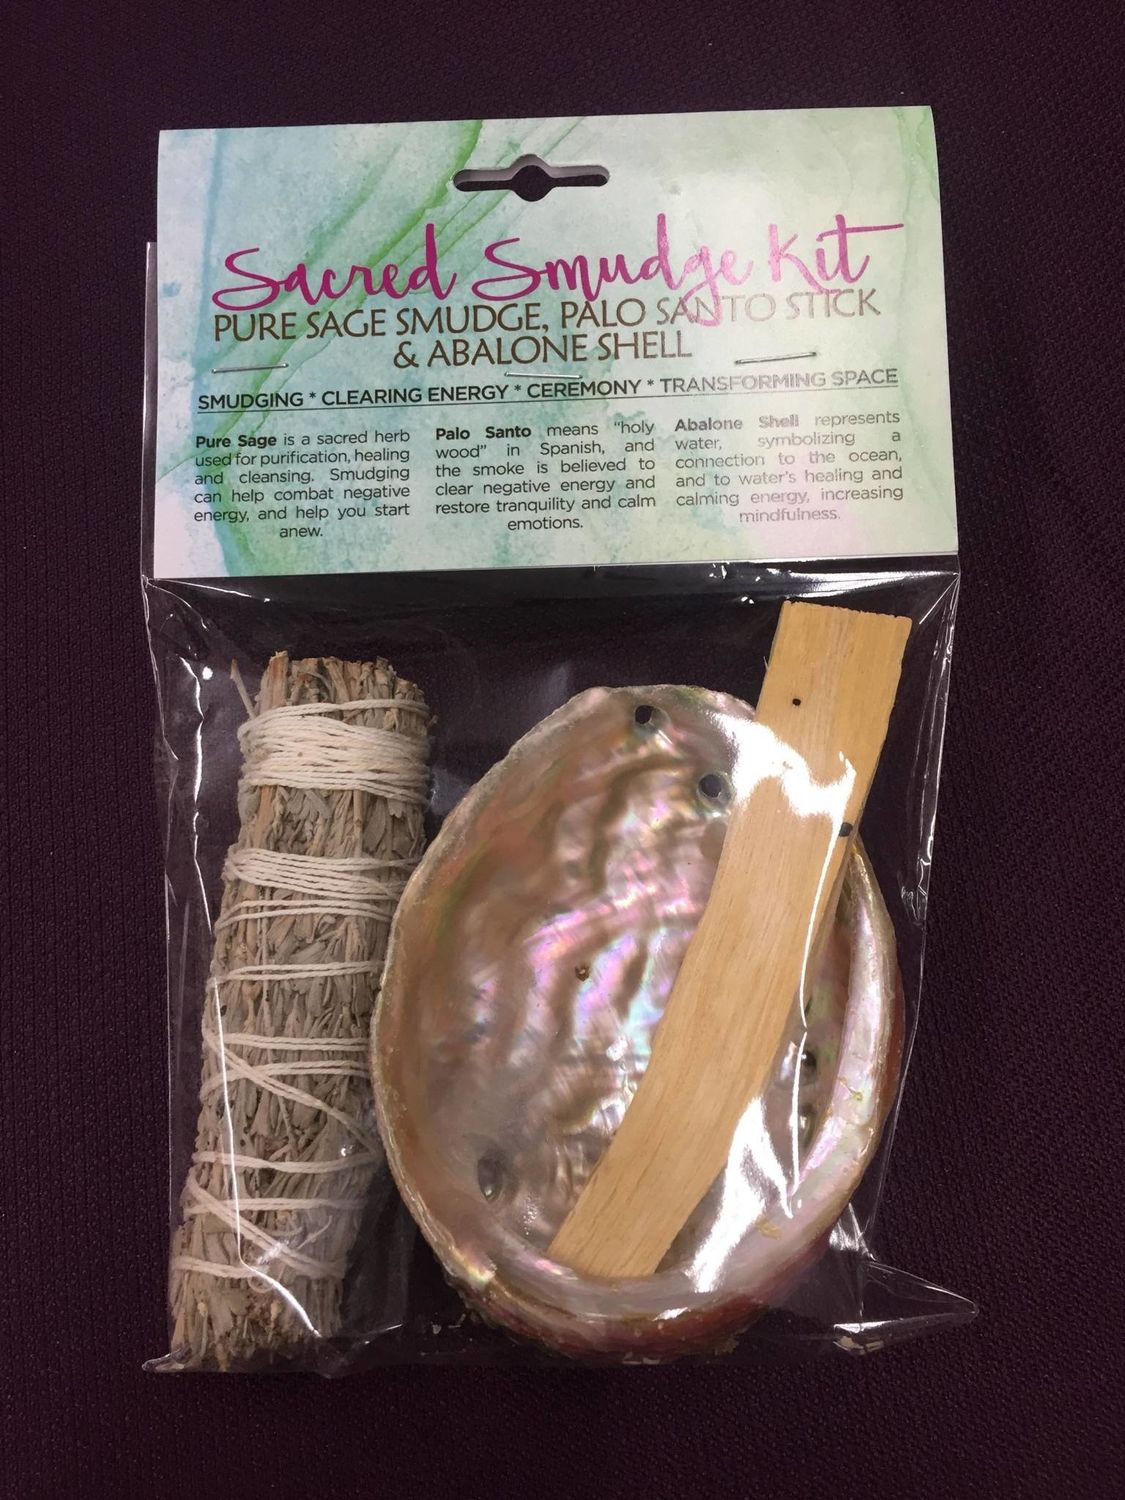 Sacred Smudge Kit
PURE SAGE SMUDGE, PALO SANTO STICK
& ABALONE SHELL
SMUDGING * CLEARING ENERGY * CEREMONY * TRANSFORMING SPACE
Pure Sage is a sacred herb
used for purification, healing
and cleansing. Smudging
can help combat negative
energy, and help you start
anew.
Palo Santo means "holy
wood" in Spanish, and
the smoke is believed to
clear negative energy and
restore tranquility and calm
emotions.
Abalone Shell represents
water, symbolizing a
connection to the ocean,
and to water's healing and
calming energy, increasing
mindfulness.